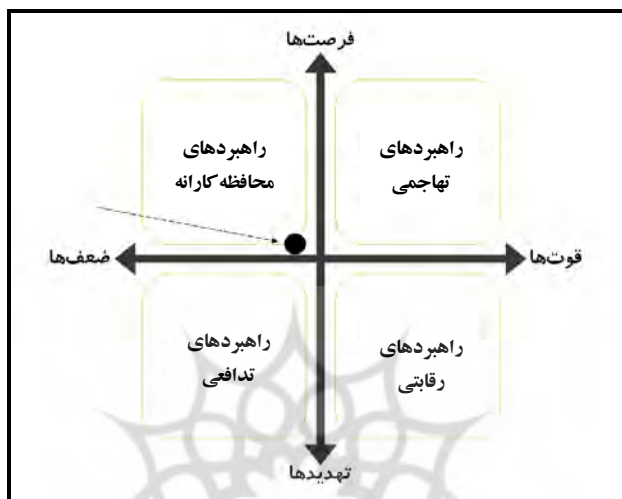 فرصت‌ها
راهبردهای
تهاجمی
راهبردهای
محافظه‌کارانه
قوت‌ها
ضعف‌ها
راهبردهای
رقابتی
راهبردهای
تدافعی
تهدیدها